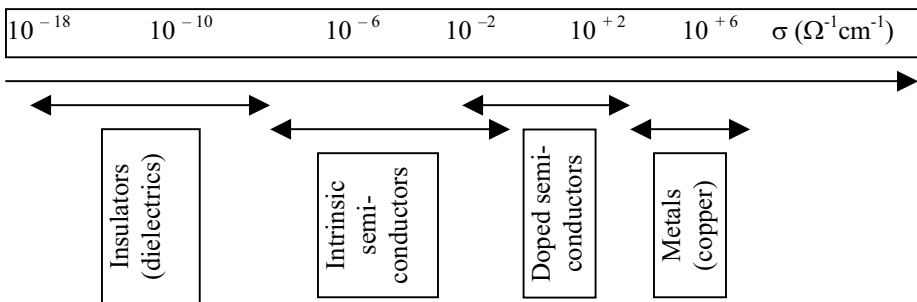 10⁻¹⁸ 10⁻¹⁰ 10⁻⁶ 10⁻² 10⁺² 10⁺⁶ σ (Ω⁻¹cm⁻¹)
Insulators
(dielectrics)
Intrinsic
semi-
conductors
Doped semi-
conductors
Metals
(copper)